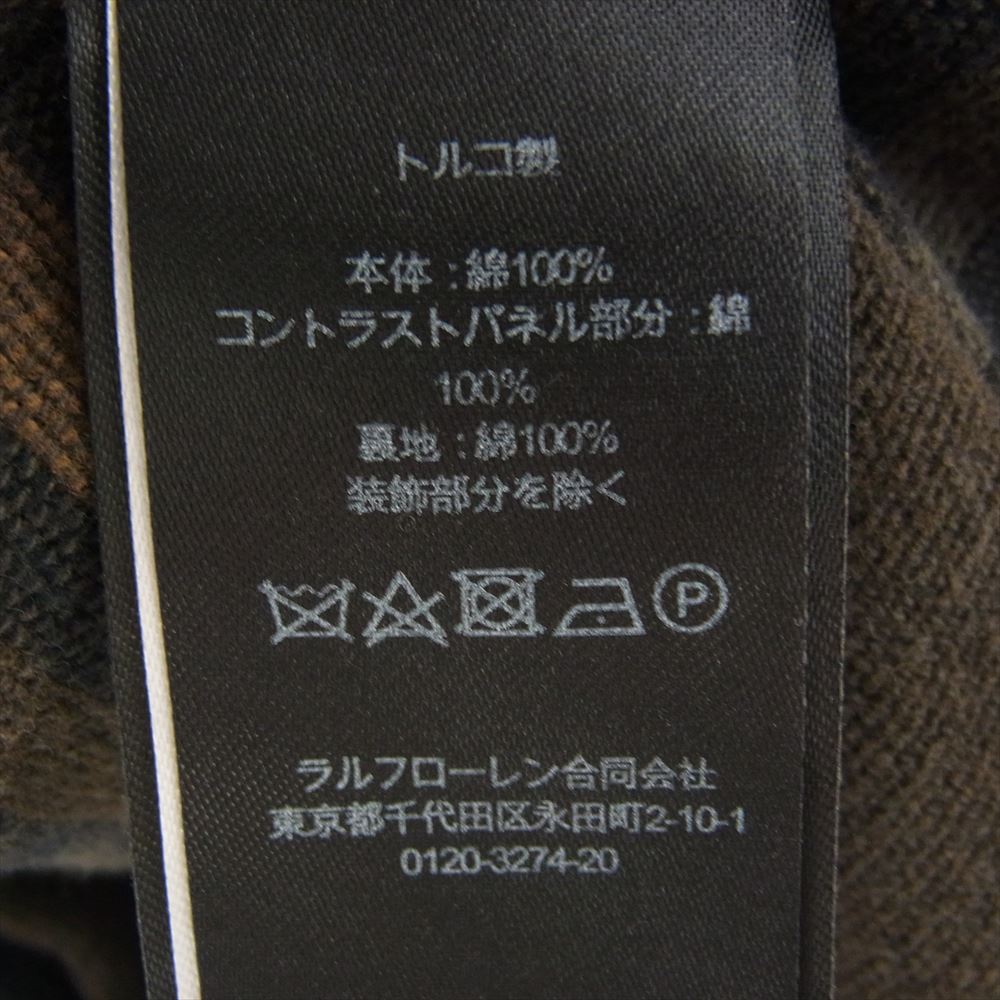 トルコ製
本体:綿100%
コントラストパネル部分:綿
100%
裏地:綿100%
装飾部分を除く
P
ラルフローレン合同会社
東京都千代田区永田町2-10-1
0120-3274-20